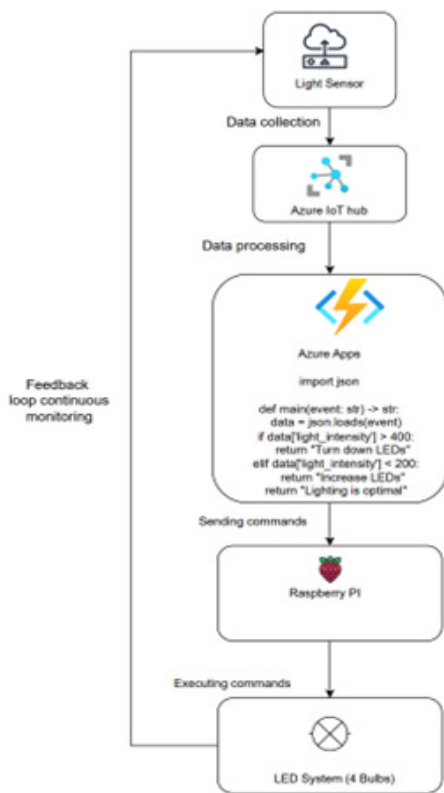 Light Sensor
Data collection
Azure IoT hub
Data processing
Azure Apps
import json
def main(event: str) -> str:
data = json.loads(event)
if data['light_intensity'] > 400:
return "Turn down LEDs"
elif data['light_intensity'] < 200:
return "Increase LEDs"
return "Lighting is optimal"
Feedback
loop continuous
monitoring
Sending commands
Raspberry PI
Executing commands
LED System (4 Bulbs)